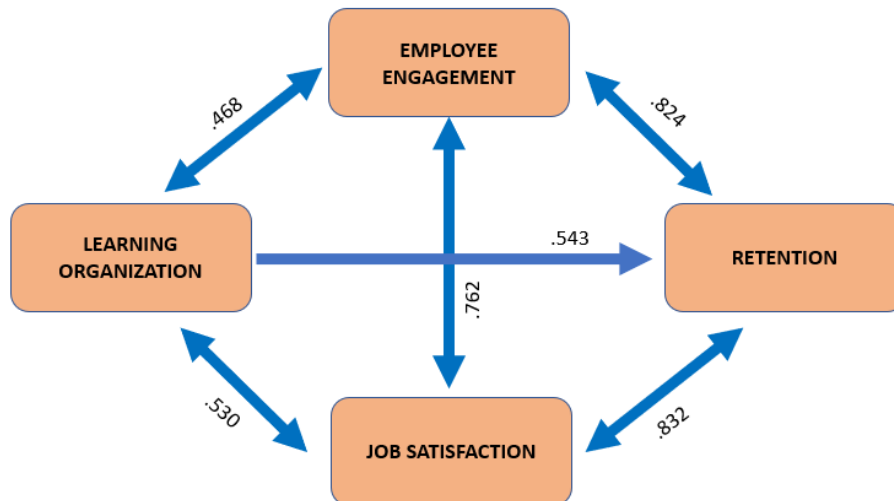 EMPLOYEE
ENGAGEMENT
.468
.824
LEARNING
ORGANIZATION
.543
RETENTION
.762
.530
.832
JOB SATISFACTION